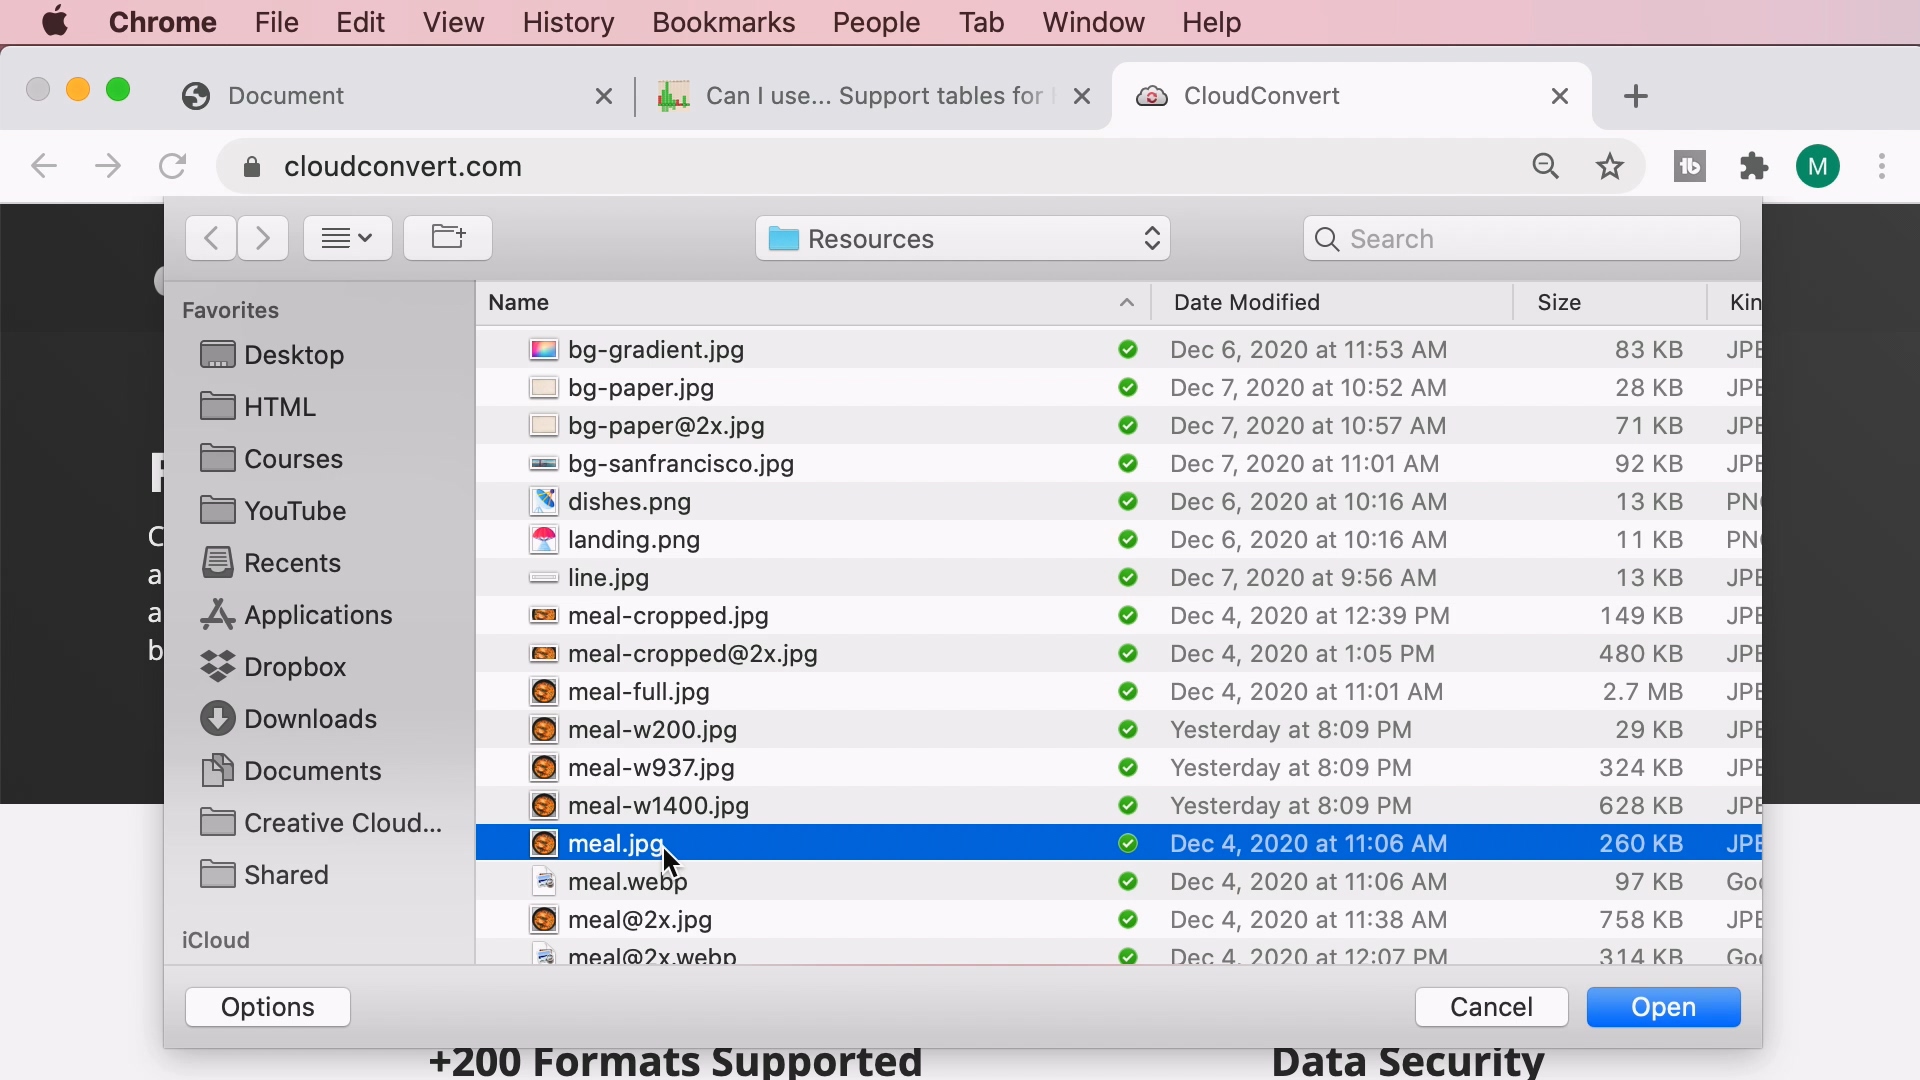 Chrome File Edit View History Bookmarks People Tab Window Help
Document
Can I use... Support tables for
CloudConvert
cloudconvert.com
M
Resources
Search
Favorites
Desktop
HTML
Courses
YouTube
Recents
Applications
Dropbox
Downloads
Documents
Creative Cloud...
Shared
iCloud
Name Date Modified Size Kin
bg-gradient.jpg Dec 6, 2020 at 11:53 AM 83 KB JPE
bg-paper.jpg Dec 7, 2020 at 10:52 AM 28 KB JPE
bg-paper@2x.jpg Dec 7, 2020 at 10:57 AM 71 KB JPE
bg-sanfrancisco.jpg Dec 7, 2020 at 11:01 AM 92 KB JPE
dishes.png Dec 6, 2020 at 10:16 AM 13 KB PN
landing.png Dec 6, 2020 at 10:16 AM 11 KB PN
line.jpg Dec 7, 2020 at 9:56 AM 13 KB JPE
meal-cropped.jpg Dec 4, 2020 at 12:39 PM 149 KB JPE
meal-cropped@2x.jpg Dec 4, 2020 at 1:05 PM 480 KB JPE
meal-full.jpg Dec 4, 2020 at 11:01 AM 2.7 MB JPE
meal-w200.jpg Yesterday at 8:09 PM 29 KB JPE
meal-w937.jpg Yesterday at 8:09 PM 324 KB JPE
meal-w1400.jpg Yesterday at 8:09 PM 628 KB JPE
meal.jpg Dec 4, 2020 at 11:06 AM 260 KB JPE
meal.webp Dec 4, 2020 at 11:06 AM 97 KB Goo
meal@2x.jpg Dec 4, 2020 at 11:38 AM 758 KB JPE
meal@2x.webp Dec 4, 2020 at 12:07 PM 314 KB Goo
Options Cancel Open
+200 Formats Supported Data Security